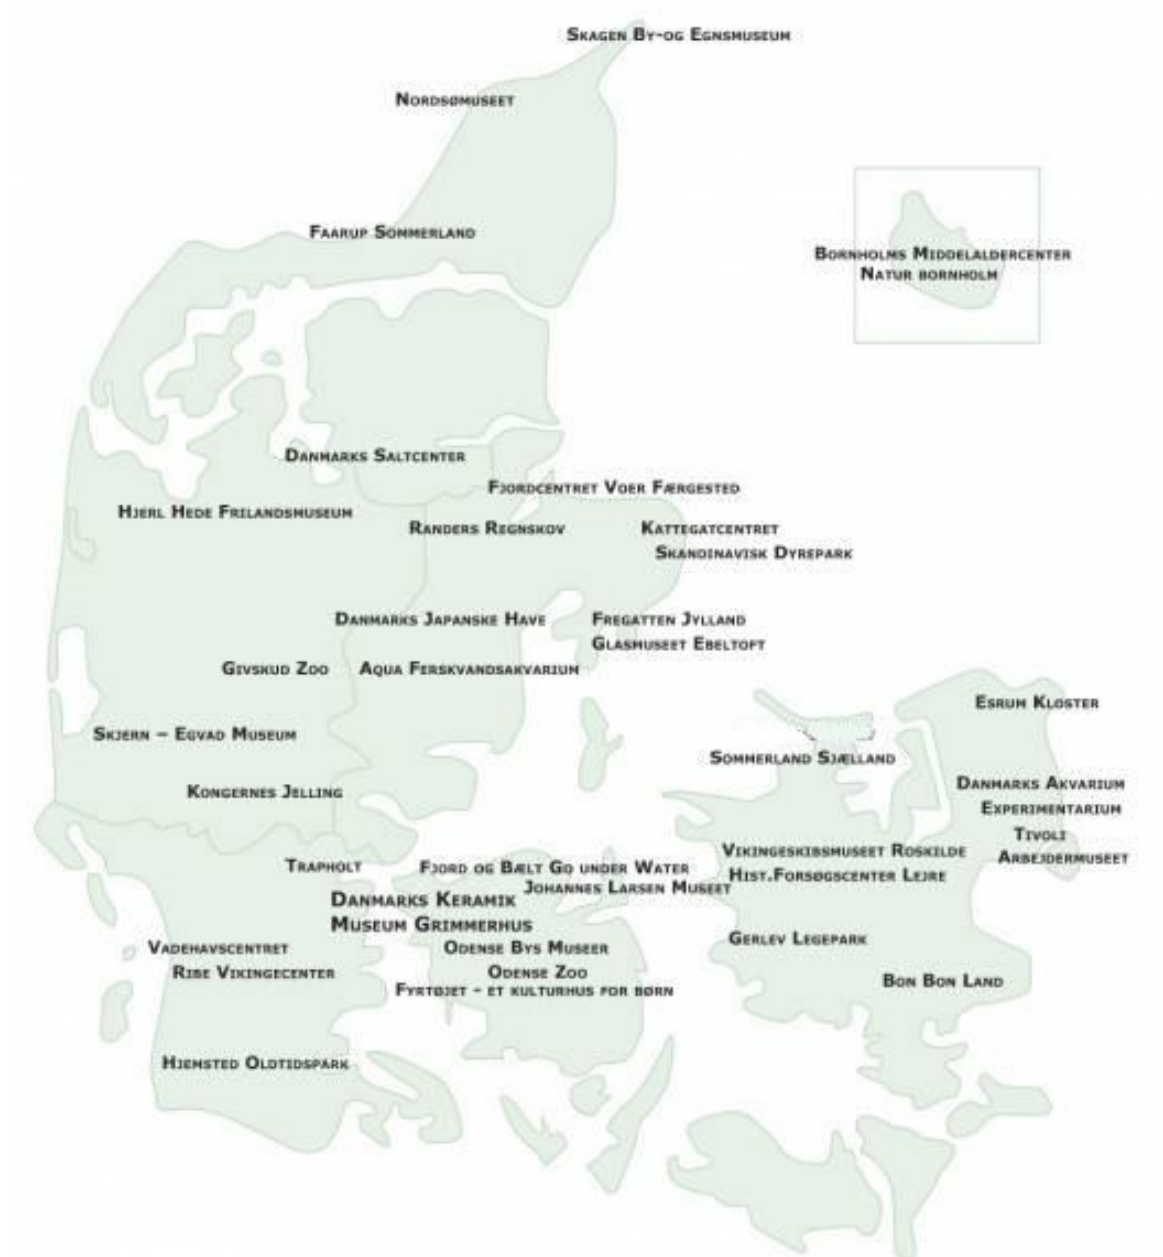 Skagen By-og Egnsmuseum
Nordsømuseet
Faarup Sommerland
Bornholms Middelaldercenter
Natur bornholm
Danmarks Saltcenter
Fjordcentret Voer Færgested
Hjerl Hede Frilandsmuseum
Randers Regnskov
Kattegatcentret
Skandinavisk Dyrepark
Danmarks Japanske Have
Fregatten Jylland
Glasmuseet Ebeltoft
Givskud Zoo
Aqua Ferskvandsakvarium
Esrum Kloster
Skjern – Egvad Museum
Sommerland Sjælland
Danmarks Akvarium
Kongernes Jelling
Experimentarium
Tivoli
Vikingeskibsmuseet Roskilde
Arbejdermuseet
Trapholt
Fjord og Bælt Go under Water
Hist.Forsøgscenter Lejre
Johannes Larsen Museet
Danmarks Keramik
Museum Grimmerhus
Gerlev Legepark
Vadehavscentret
Odense Bys Museer
Ribe Vikingecenter
Odense Zoo
Bon Bon Land
Fyrtøjet - et kulturhus for børn
Hjemsted Oldtidspark